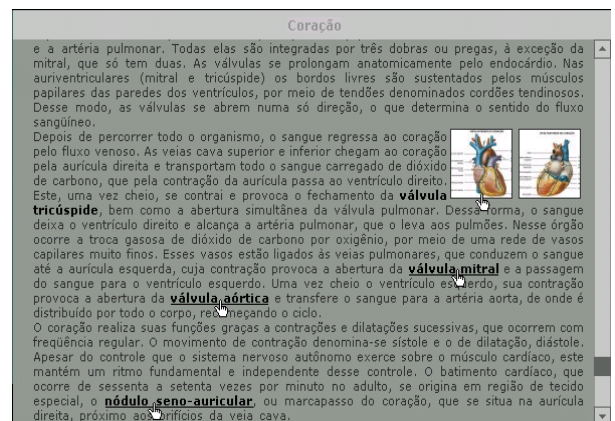 Coração
e a artéria pulmonar. Todas elas são integradas por três dobras ou pregas, à exceção da
mitral, que só tem duas. As válvulas se prolongam anatomicamente pelo endocárdio. Nas
auriventriculares (mitral e tricúspide) os bordos livres são sustentados pelos músculos
papilares das paredes dos ventrículos, por meio de tendões denominados cordões tendinosos.
Desse modo, as válvulas se abrem numa só direção, o que determina o sentido do fluxo
sangüíneo.
Depois de percorrer todo o organismo, o sangue regressa ao coração
pelo fluxo venoso. As veias cava superior e inferior chegam ao coração
pela aurícula direita e transportam todo o sangue carregado de dióxido
de carbono, que pela contração da aurícula passa ao ventrículo direito.
Este, uma vez cheio, se contrai e provoca o fechamento da válvula
tricúspide, bem como a abertura simultânea da válvula pulmonar. Dessa forma, o sangue
deixa o ventrículo direito e alcança a artéria pulmonar, que o leva aos pulmões. Nesse órgão
ocorre a troca gasosa de dióxido de carbono por oxigênio, por meio de uma rede de vasos
capilares muito finos. Esses vasos estão ligados às veias pulmonares, que conduzem o sangue
até a aurícula esquerda, cuja contração provoca a abertura da válvula mitral e a passagem
do sangue para o ventrículo esquerdo. Uma vez cheio o ventrículo esquerdo, sua contração
provoca a abertura da válvula aórtica e transfere o sangue para a artéria aorta, de onde é
distribuído por todo o corpo, recomeçando o ciclo.
O coração realiza suas funções graças a contrações e dilatações sucessivas, que ocorrem com
freqüência regular. O movimento de contração denomina-se sístole e o de dilatação, diástole.
Apesar do controle que o sistema nervoso autônomo exerce sobre o músculo cardíaco, este
mantém um ritmo fundamental e independente desse controle. O batimento cardíaco, que
ocorre de sessenta a setenta vezes por minuto no adulto, se origina em região de tecido
especial, o nódulo seno-auricular, ou marcapasso do coração, que se situa na aurícula
direita, próximo aos orifícios da veia cava.